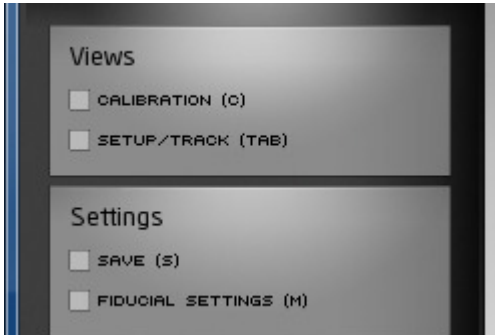 Views
CALIBRATION (C)
SETUP/TRACK (TAB)
Settings
SAVE (S)
FIDUCIAL SETTINGS (M)